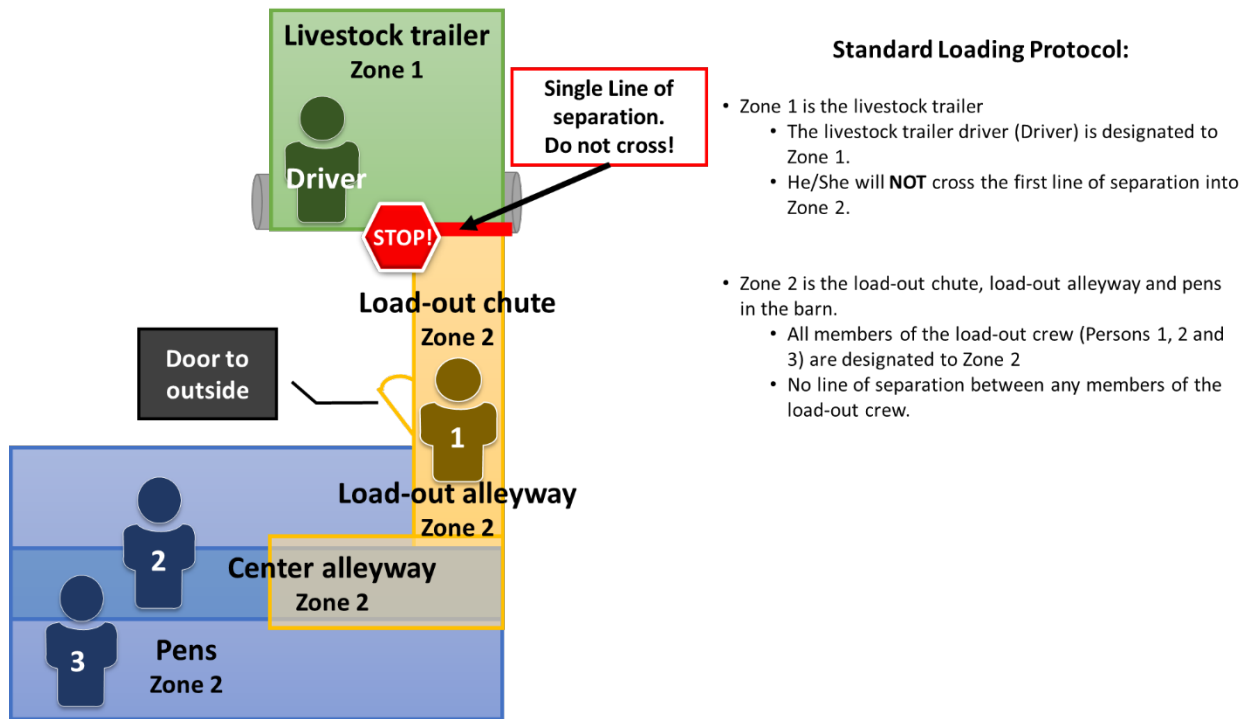 Livestock trailer
Zone 1
Driver
Single Line of
separation.
Do not cross!
STOP!
Load-out chute
Zone 2
Door to
outside
1
Load-out alleyway
Zone 2
2
Center alleyway
Zone 2
3
Pens
Zone 2
Standard Loading Protocol:
• Zone 1 is the livestock trailer
• The livestock trailer driver (Driver) is designated to
Zone 1.
• He/She will NOT cross the first line of separation into
Zone 2.
• Zone 2 is the load-out chute, load-out alleyway and pens
in the barn.
• All members of the load-out crew (Persons 1, 2 and
3) are designated to Zone 2
• No line of separation between any members of the
load-out crew.